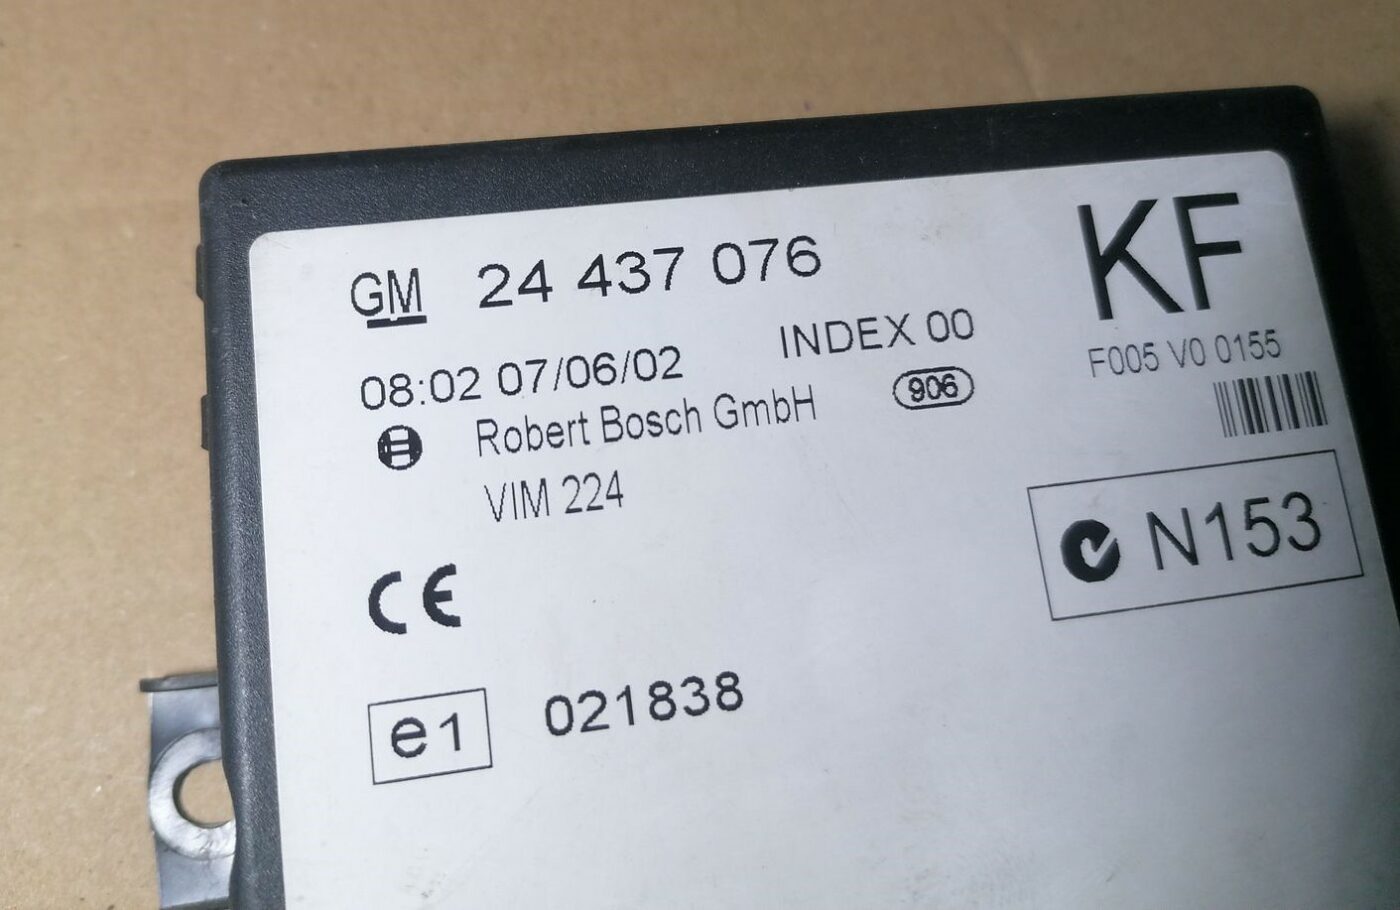 GM 24 437 076
KF
08:02 07/06/02
INDEX 00
F005 V0 0155
Robert Bosch GmbH
906
VIM 224
N153
CE
e1 021838